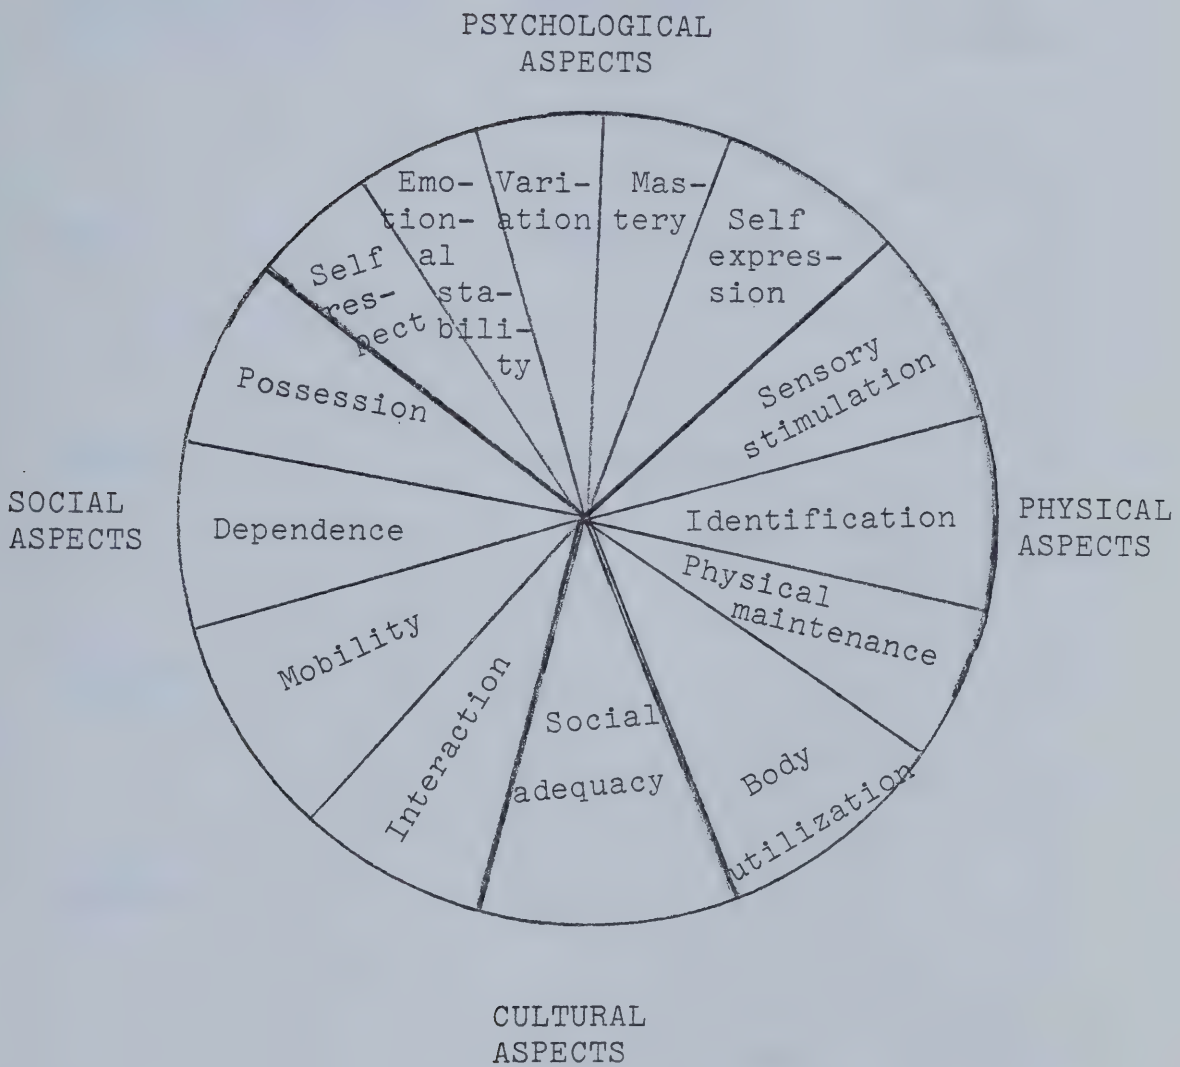 PSYCHOLOGICAL
ASPECTS
Self
res-
pect
Emo-
tion-
al
sta-
bili-
ty
Vari-
ation
Mas-
tery
Self
expres-
sion
Sensory
stimulation
Possession
SOCIAL
ASPECTS
Dependence
Identification
PHYSICAL
ASPECTS
Physical
maintenance
Mobility
Interaction
Social
adequacy
Body
utilization
CULTURAL
ASPECTS